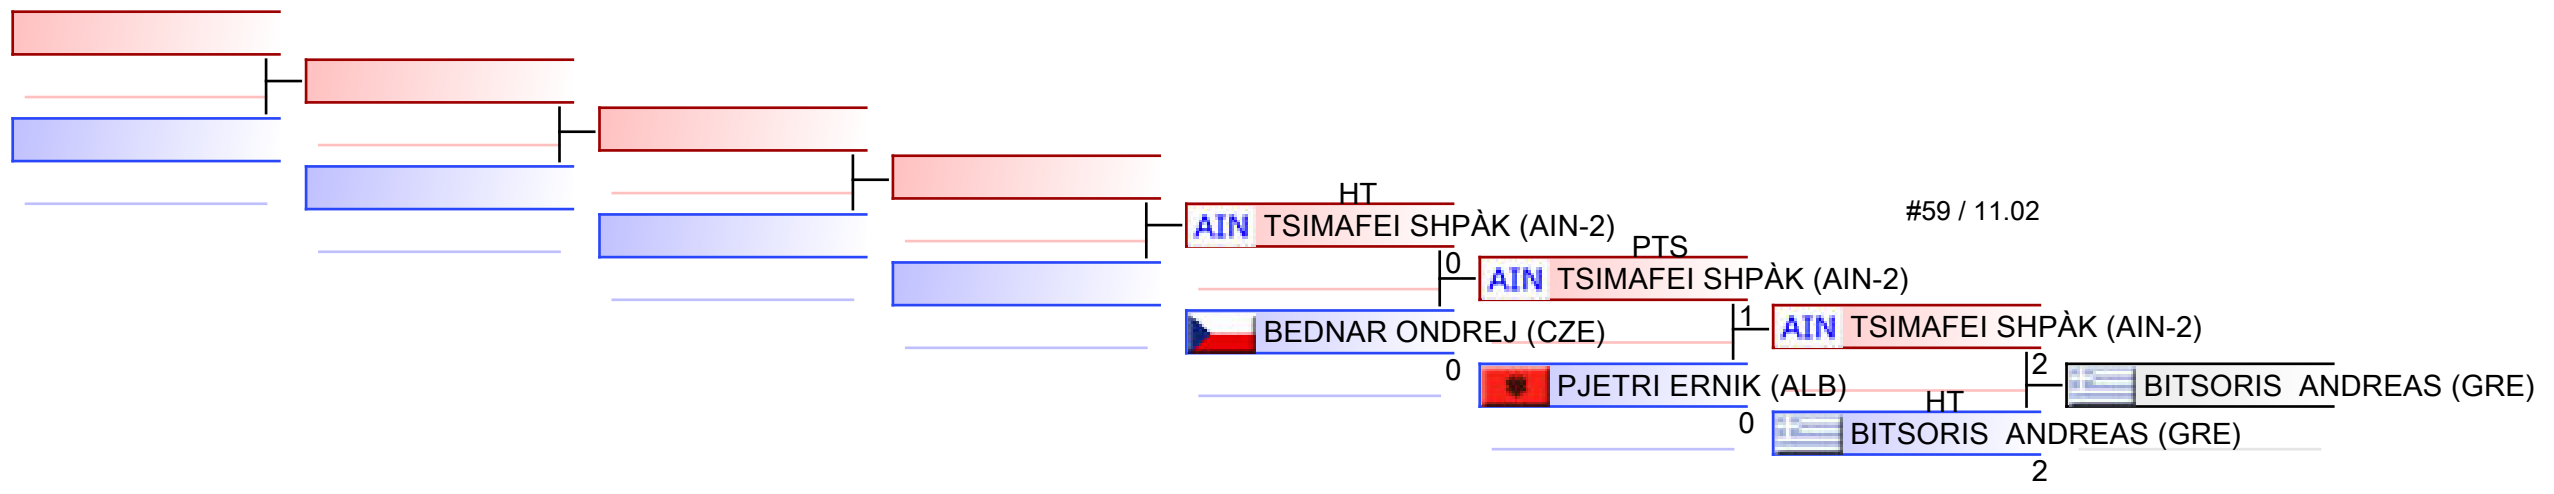 HT
AIN TSIMAFEI SHPÀK (AIN-2)
0
BEDNAR ONDREJ (CZE)
0
PTS
AIN TSIMAFEI SHPÀK (AIN-2)
1
PJETRI ERNIK (ALB)
0
#59 / 11.02
AIN TSIMAFEI SHPÀK (AIN-2)
2
HT
BITSORIS  ANDREAS (GRE)
2
BITSORIS  ANDREAS (GRE)